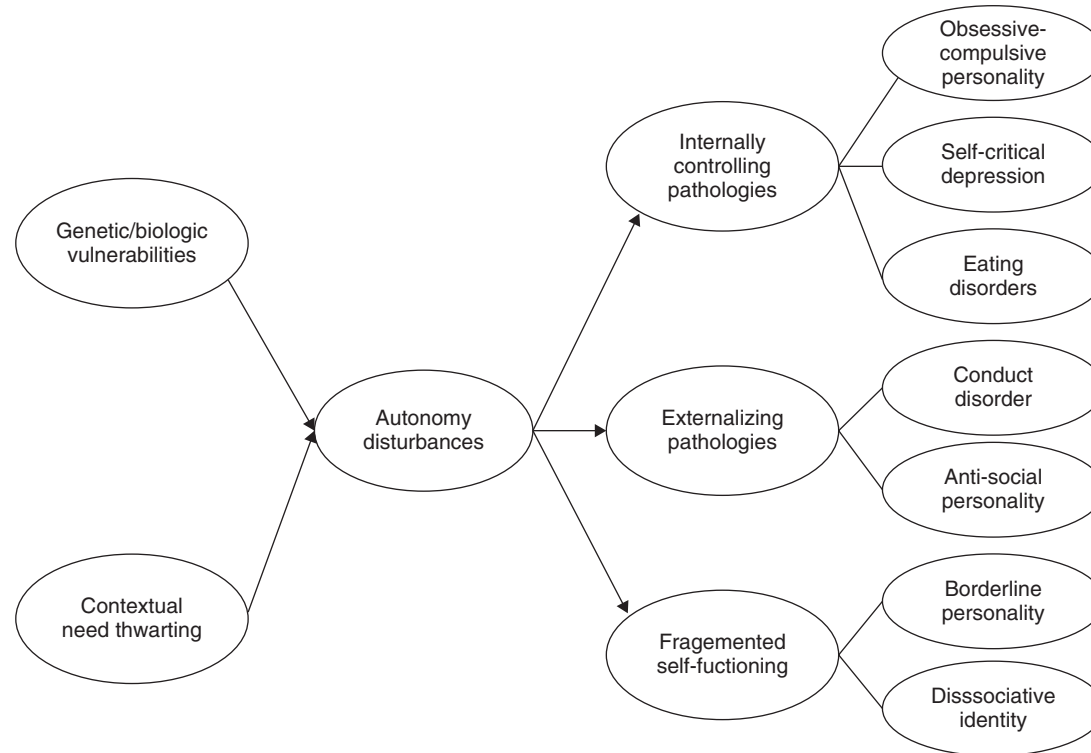 Genetic/biologic
vulnerabilities
Contextual
need thwarting
Autonomy
disturbances
Internally
controlling
pathologies
Obsessive-
compulsive
personality
Self-critical
depression
Eating
disorders
Externalizing
pathologies
Conduct
disorder
Anti-social
personality
Fragemented
self-fuctioning
Borderline
personality
Disssociative
identity